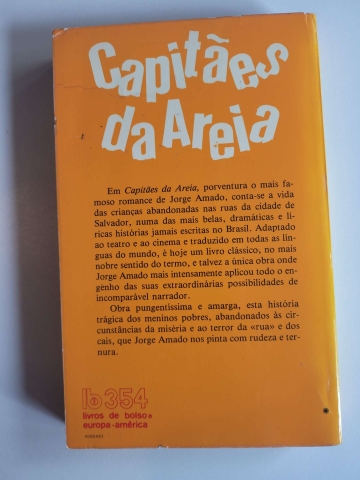 Capitães
da Areia
Em Capitães da Areia, porventura o mais fa-
moso romance de Jorge Amado, conta-se a vida
das crianças abandonadas nas ruas da cidade de
Salvador, numa das mais belas, dramáticas e lí-
ricas histórias jamais escritas no Brasil. Adaptado
ao teatro e ao cinema e traduzido em todas as lín-
guas do mundo, é hoje um livro clássico, no mais
nobre sentido do termo, e talvez a única obra onde
Jorge Amado mais intensamente aplicou todo o en-
genho das suas extraordinárias possibilidades de
incomparável narrador.
Obra pungentíssima e amarga, esta história
trágica dos meninos pobres, abandonados às cir-
cunstâncias da miséria e ao terror da «rua» e dos
cais, que Jorge Amado nos pinta com rudeza e ter-
nura.
lb 354
livros de bolso
europa-américa